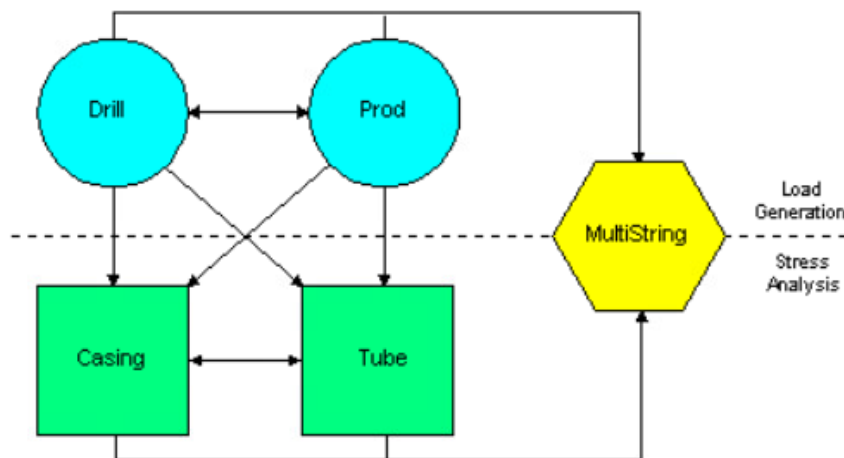 Drill
Prod
MultiString
Load
Generation
Stress
Analysis
Casing
Tube